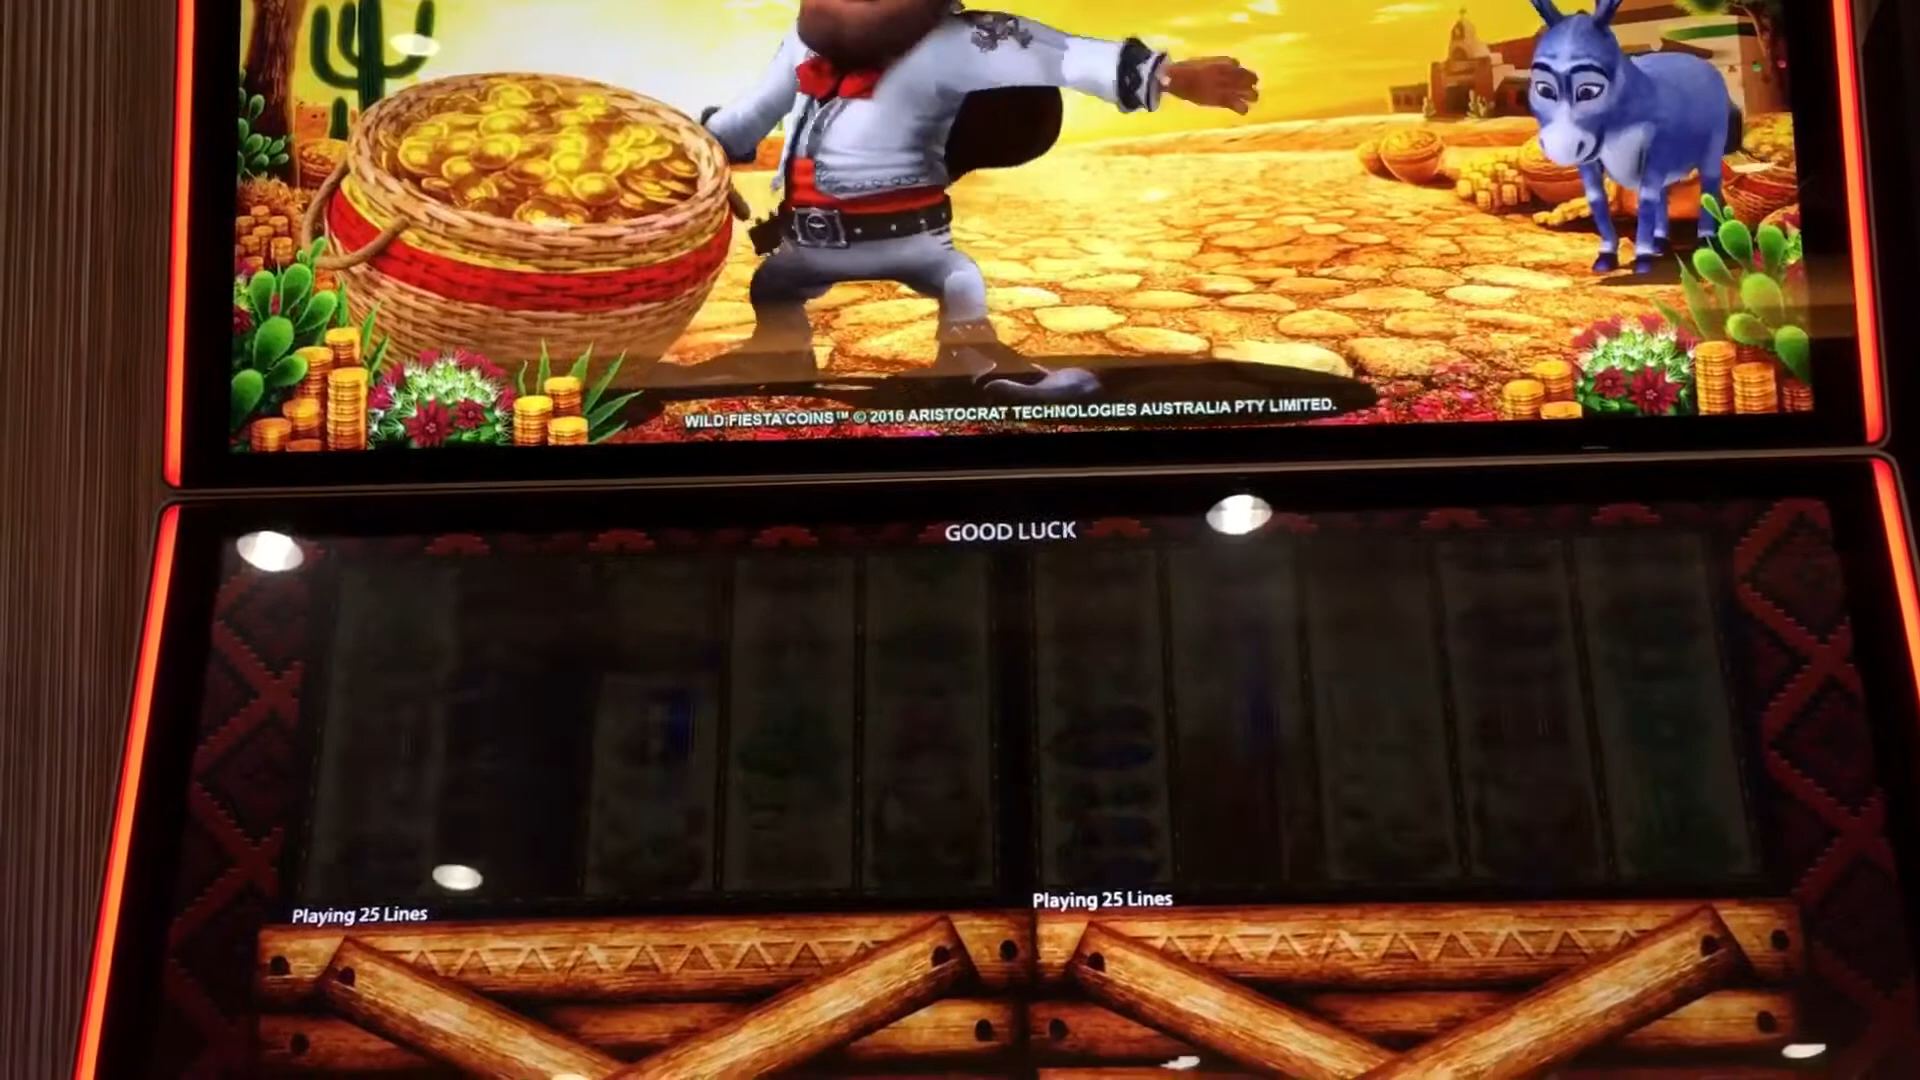 WILD FIESTA'COINS™ © 2016 ARISTOCRAT TECHNOLOGIES AUSTRALIA PTY LIMITED.
GOOD LUCK
Playing 25 Lines
Playing 25 Lines